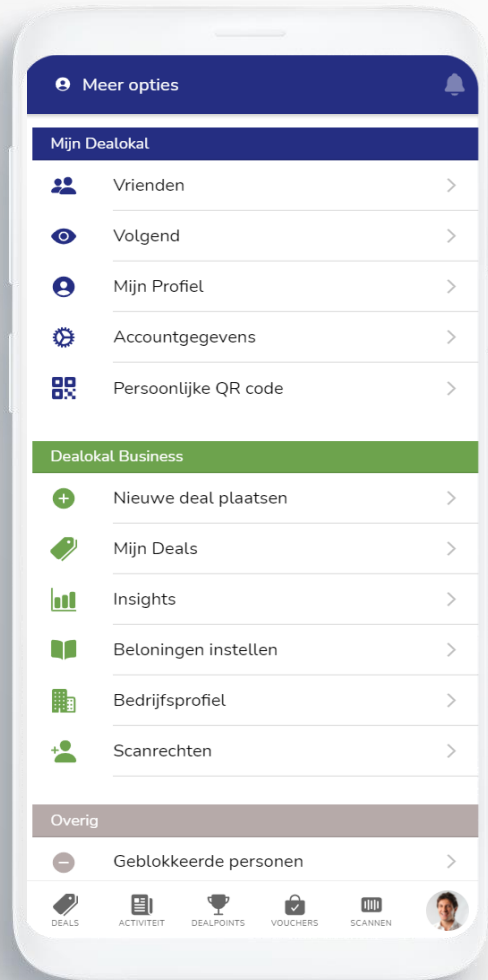 Meer opties
Mijn Dealokal
Vrienden
Volgend
Mijn Profiel
Accountgegevens
Persoonlijke QR code
Dealokal Business
Nieuwe deal plaatsen
Mijn Deals
Insights
Beloningen instellen
Bedrijfsprofiel
Scanrechten
Overig
Geblokkeerde personen
DEALS ACTIVITEIT DEALPOINTS VOUCHERS SCANNEN